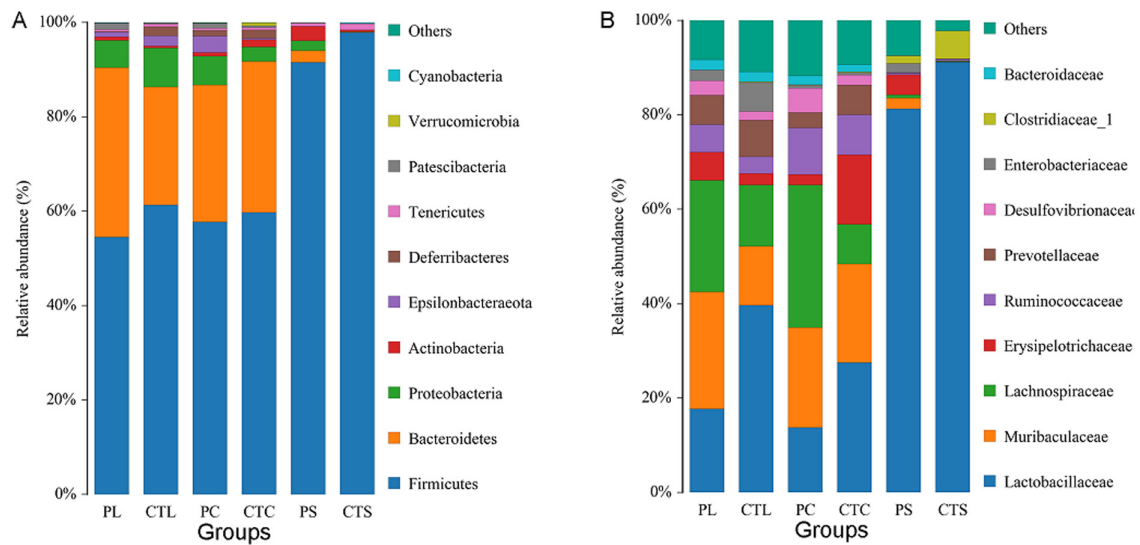 A
Relative abundance (%)
100%
80%
60%
40%
20%
0%
PL CTL PC CTC PS CTS
Groups
Others
Cyanobacteria
Verrucomicrobia
Patescibacteria
Tenericutes
Deferribacteres
Epsilonbacteraeota
Actinobacteria
Proteobacteria
Bacteroidetes
Firmicutes
B
Relative abundance (%)
100%
80%
60%
40%
20%
0%
PL CTL PC CTC PS CTS
Groups
Others
Bacteroidaceae
Clostridiaceae_1
Enterobacteriaceae
Desulfovibrionaceae
Prevotellaceae
Ruminococcaceae
Erysipelotrichaceae
Lachnospiraceae
Muribaculaceae
Lactobacillaceae